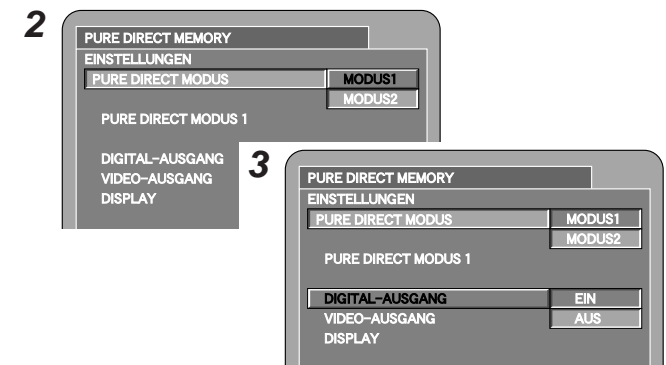 2
PURE DIRECT MEMORY
EINSTELLUNGEN
PURE DIRECT MODUS MODUS1
MODUS2
PURE DIRECT MODUS 1
DIGITAL-AUSGANG
VIDEO-AUSGANG
DISPLAY
3
PURE DIRECT MEMORY
EINSTELLUNGEN
PURE DIRECT MODUS MODUS1
MODUS2
PURE DIRECT MODUS 1
DIGITAL-AUSGANG EIN
VIDEO-AUSGANG AUS
DISPLAY